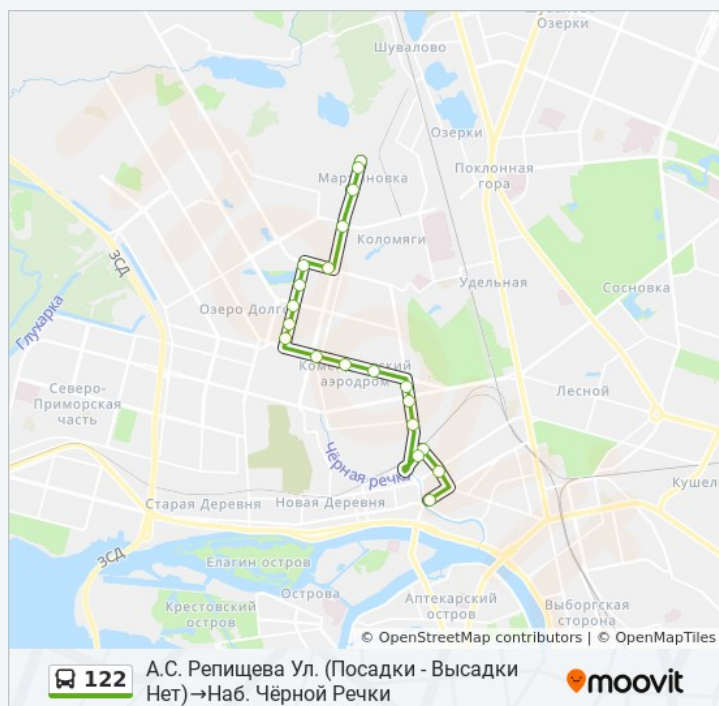 Шувалово
Шувалово
Озерки
Озерки
Поклонная
гора
Мартыновка
Коломяги
ЗСД
Удельная
Сосновка
Озеро Долгое
Глухарка
Комендантский
аэродром
Лесной
Северо-
Приморская
часть
Чёрная речка
Кушел
Старая Деревня
Новая Деревня
ЗСД
Елагин остров
Острова
Крестовский
остров
Аптекарский
остров
Выборгская
сторона
© OpenStreetMap contributors | © OpenMapTiles
122
А.С. Репищева Ул. (Посадки - Высадки
Нет)→Наб. Чёрной Речки
moovit